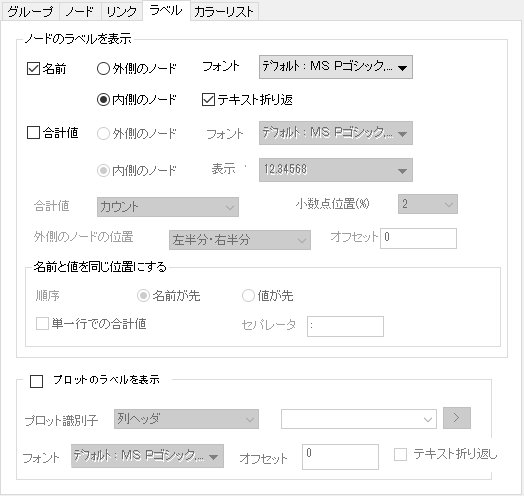 グループ ノード リンク ラベル カラーリスト
ノードのラベルを表示
名前 外側のノード フォント デフォルト : MS Pゴシック,...
内側のノード テキスト折り返
合計値 外側のノード フォント デフォルト : MS Pゴシック,...
内側のノード 表示 12.34568
合計値 カウント 小数点位置(%) 2
外側のノードの位置 左半分・右半分 オフセット 0
名前と値を同じ位置にする
順序 名前が先 値が先
単一行での合計値 セパレータ :
プロットのラベルを表示
プロット識別子 列ヘッダ >
フォント デフォルト : MS Pゴシック,... オフセット 0 テキスト折り返し